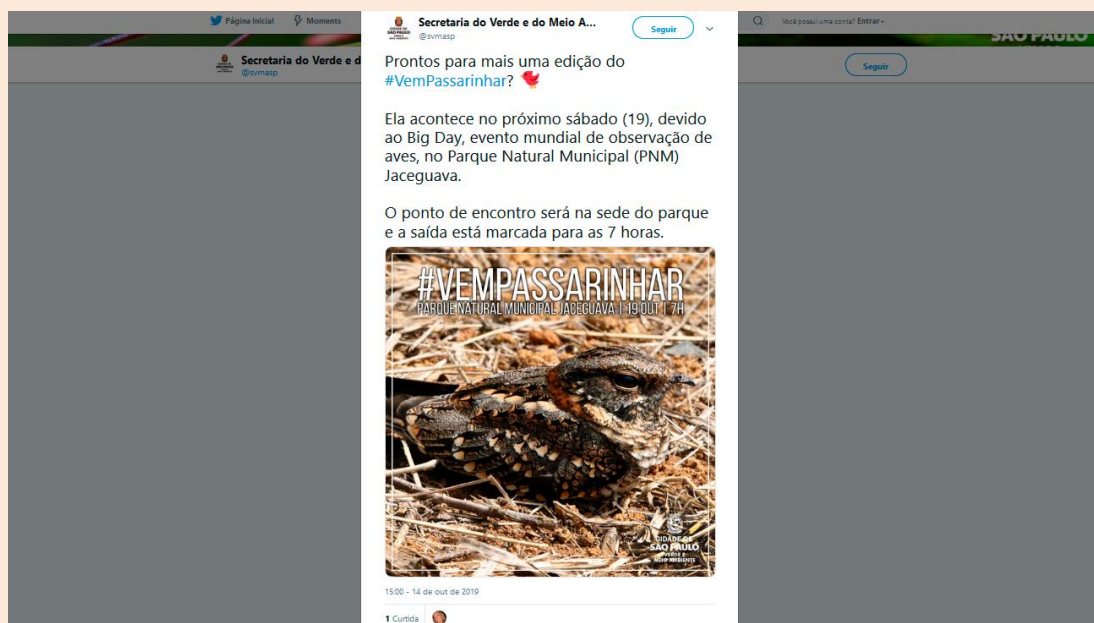 Página Inicial
Moments
Você possui uma conta? Entrar
SÃO PAULO
Secretaria do Verde e d
@svmasp
Seguir
Secretaria do Verde e do Meio A...
@svmasp
Seguir
Prontos para mais uma edição do
#VemPassarinhar?
Ela acontece no próximo sábado (19), devido
ao Big Day, evento mundial de observação de
aves, no Parque Natural Municipal (PNM)
Jaceguava.
O ponto de encontro será na sede do parque
e a saída está marcada para as 7 horas.
#VEMPASSARINHAR
PARQUE NATURAL MUNICIPAL JACEGUAVA | 19 OUT | 7H
CIDADE DE
SÃO PAULO
VERDE E
MEIO AMBIENTE
15:00 - 14 de out de 2019
1 Curtida